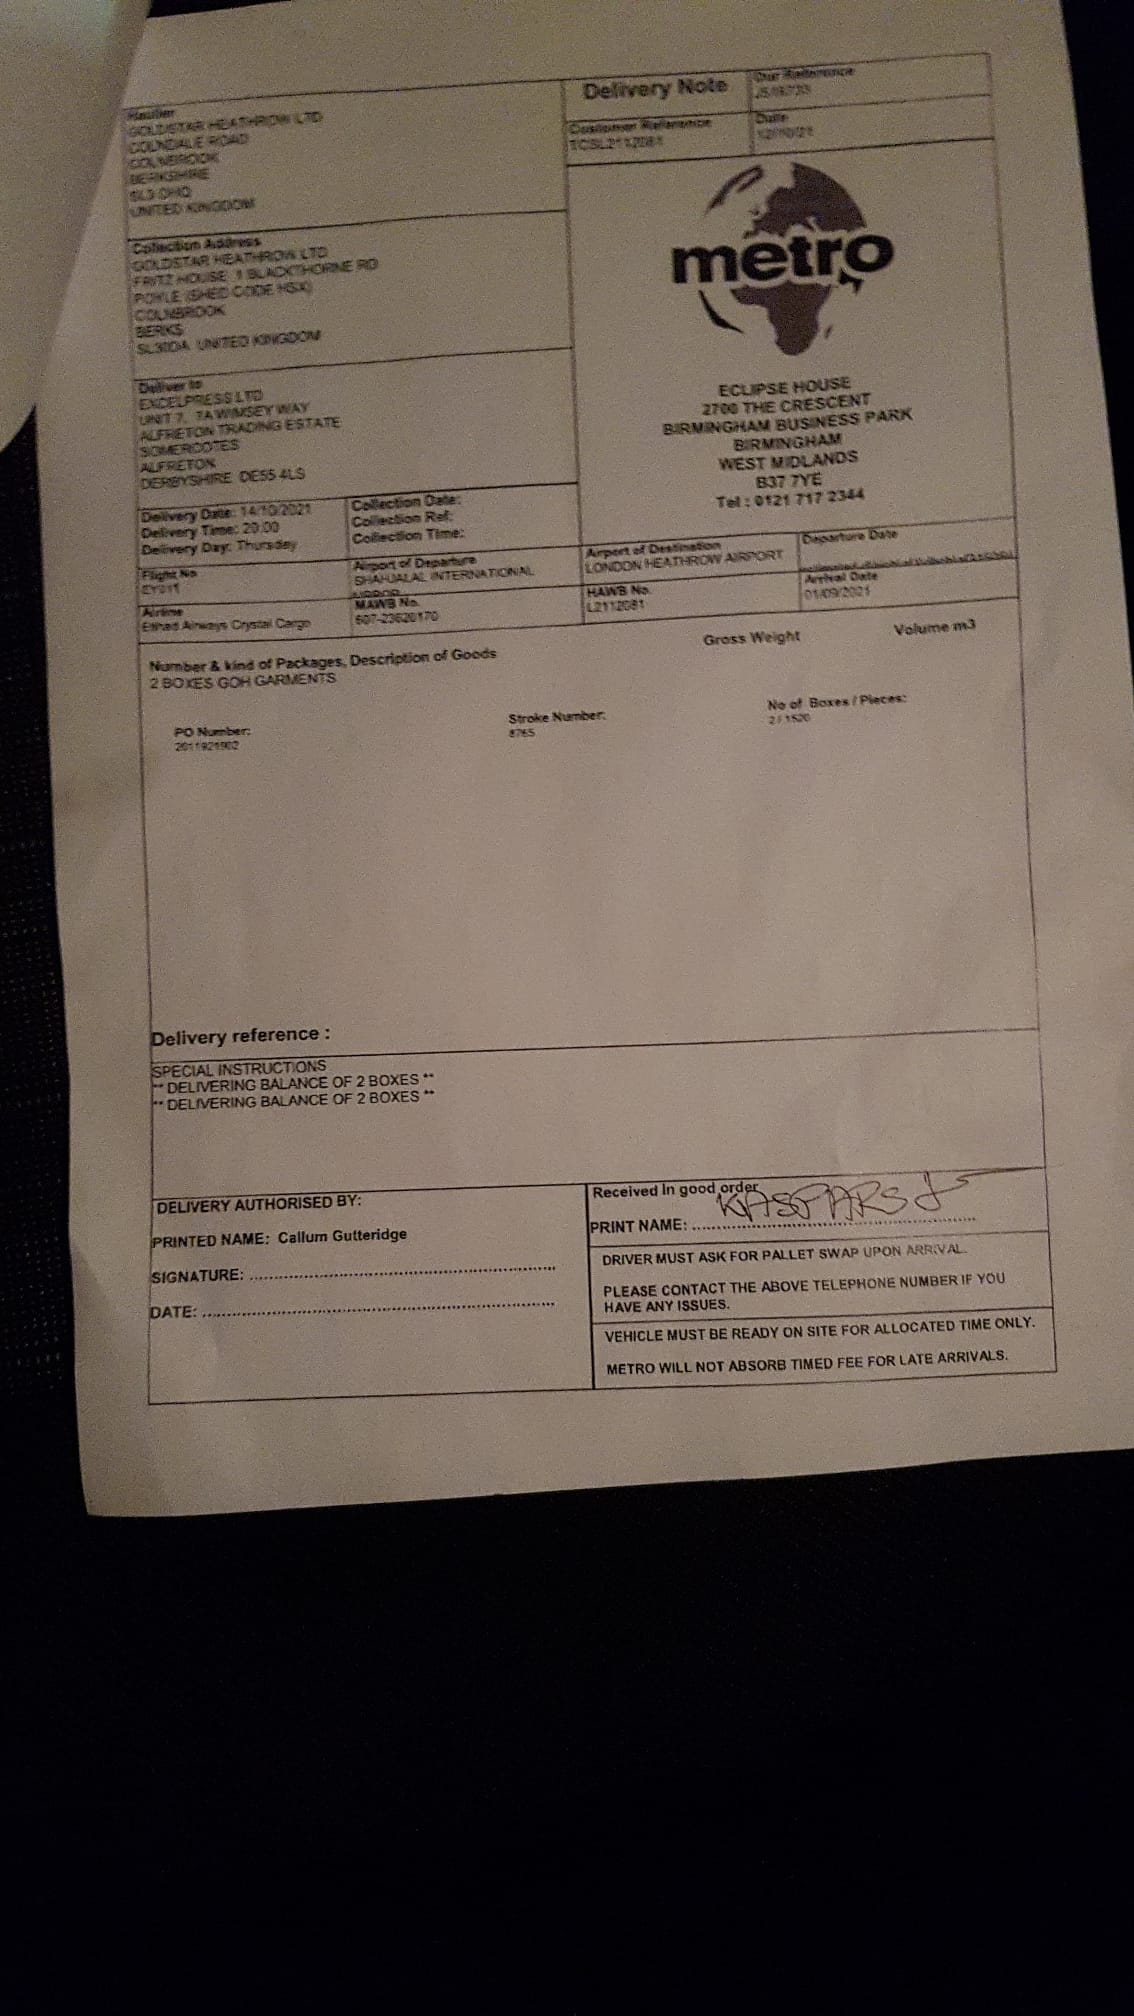 Haulier
GOLDSTAR HEATHROW LTD
COLNDALE ROAD
COLNBROOK
BERKSHIRE
SL3 0HQ
UNITED KINGDOM
Delivery Note
Our Reference
Customer Reference
TCSL2112081
Date
12/10/21
Collection Address
GOLDSTAR HEATHROW LTD
FRITZ HOUSE 1 BLACKTHORNE RD
POYLE (SHED CODE HSX)
COLNBROOK
BERKS
SL30DA UNITED KINGDOM
metro
ECLIPSE HOUSE
2700 THE CRESCENT
BIRMINGHAM BUSINESS PARK
BIRMINGHAM
WEST MIDLANDS
B37 7YE
Tel : 0121 717 2344
Deliver to
EXCELPRESS LTD
UNIT 7, 7A WIMSEY WAY
ALFRETON TRADING ESTATE
SOMERCOTES
ALFRETON
DERBYSHIRE DE55 4LS
Delivery Date: 14/10/2021
Delivery Time: 20:00
Delivery Day: Thursday
Collection Date:
Collection Ref:
Collection Time:
Flight No
EY011
Airport of Departure
SHAHJALAL INTERNATIONAL
Airport of Destination
LONDON HEATHROW AIRPORT
Departure Date
Airline
Etihad Airways Crystal Cargo
MAWB No.
607-23620170
HAWB No.
L2112081
Arrival Date
01/09/2021
Number & kind of Packages, Description of Goods
Gross Weight
Volume m3
2 BOXES GOH GARMENTS
PO Number:
2011921902
Stroke Number:
8765
No of Boxes / Pieces:
2 / 1520
Delivery reference :
SPECIAL INSTRUCTIONS
** DELIVERING BALANCE OF 2 BOXES **
** DELIVERING BALANCE OF 2 BOXES **
DELIVERY AUTHORISED BY:
PRINTED NAME: Callum Gutteridge
SIGNATURE:
DATE:
Received in good order
PRINT NAME: KASPARS J
DRIVER MUST ASK FOR PALLET SWAP UPON ARRIVAL.
PLEASE CONTACT THE ABOVE TELEPHONE NUMBER IF YOU
HAVE ANY ISSUES.
VEHICLE MUST BE READY ON SITE FOR ALLOCATED TIME ONLY.
METRO WILL NOT ABSORB TIMED FEE FOR LATE ARRIVALS.